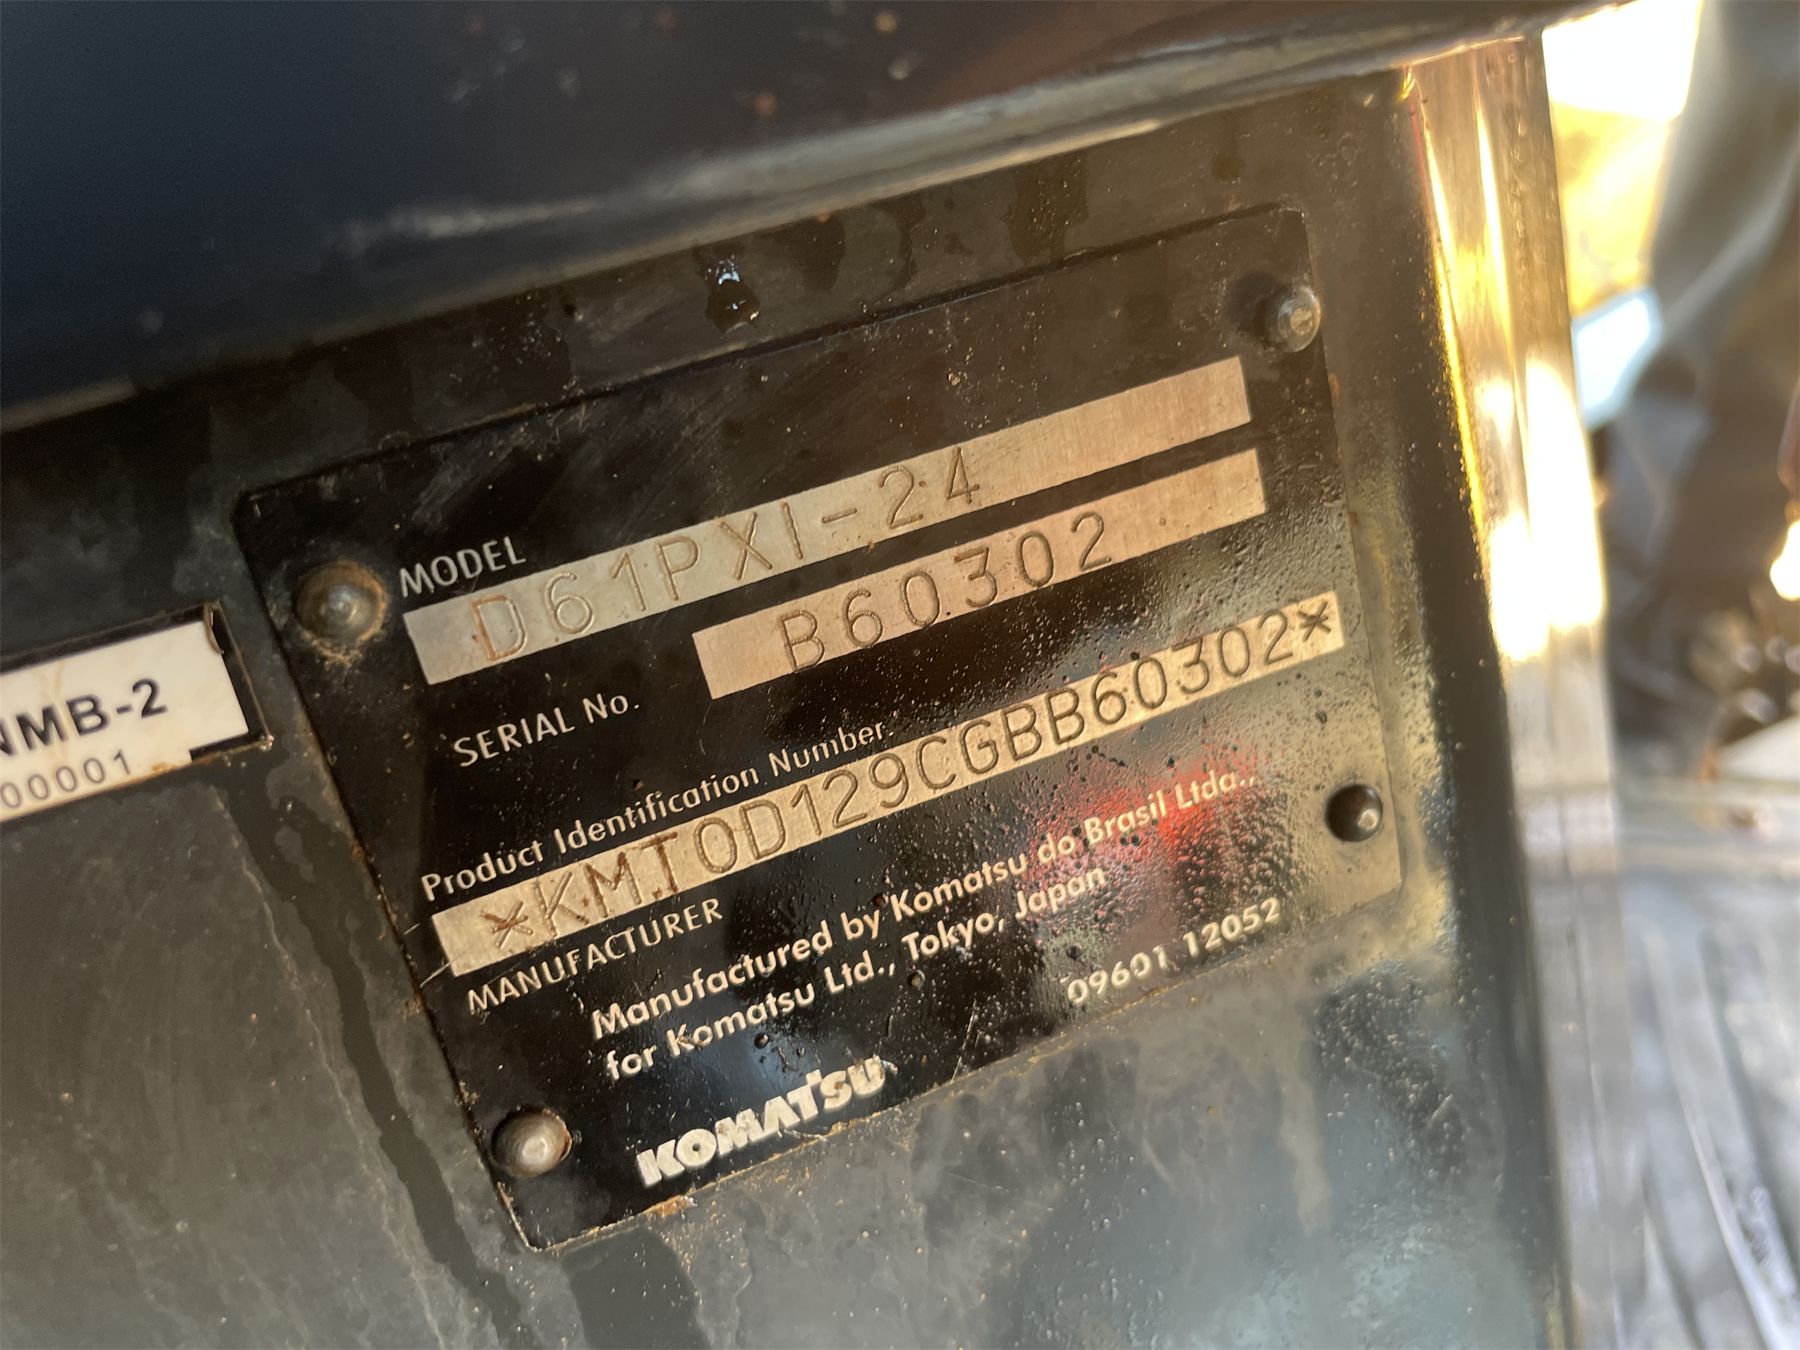 MODEL
D61PXI-24
SERIAL No.
B60302
Product Identification Number.
*KMT0D129CGBB60302*
MANUFACTURER
Manufactured by Komatsu do Brasil Ltda.,
for Komatsu Ltd., Tokyo, Japan
09601 12052
KOMATSU
NMB-2
00001